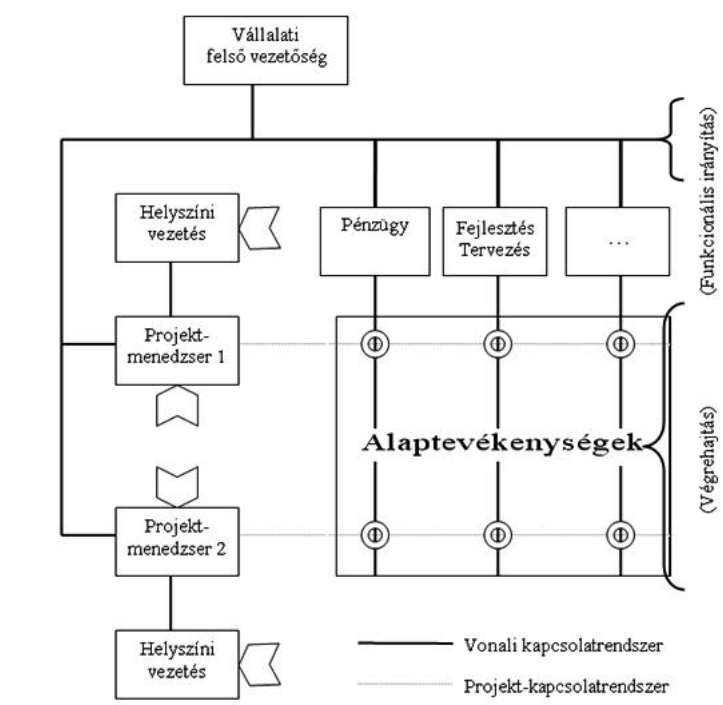 Vállalati
felső vezetőség
(Funkcionális irányítás)
Helyszíni
vezetés
Pénzügy
Fejlesztés
Tervezés
...
Projekt-
menedzser 1
Alaptevékenységek
(Végrehajtás)
Projekt-
menedzser 2
Helyszíni
vezetés
Vonali kapcsolatrendszer
Projekt-kapcsolatrendszer